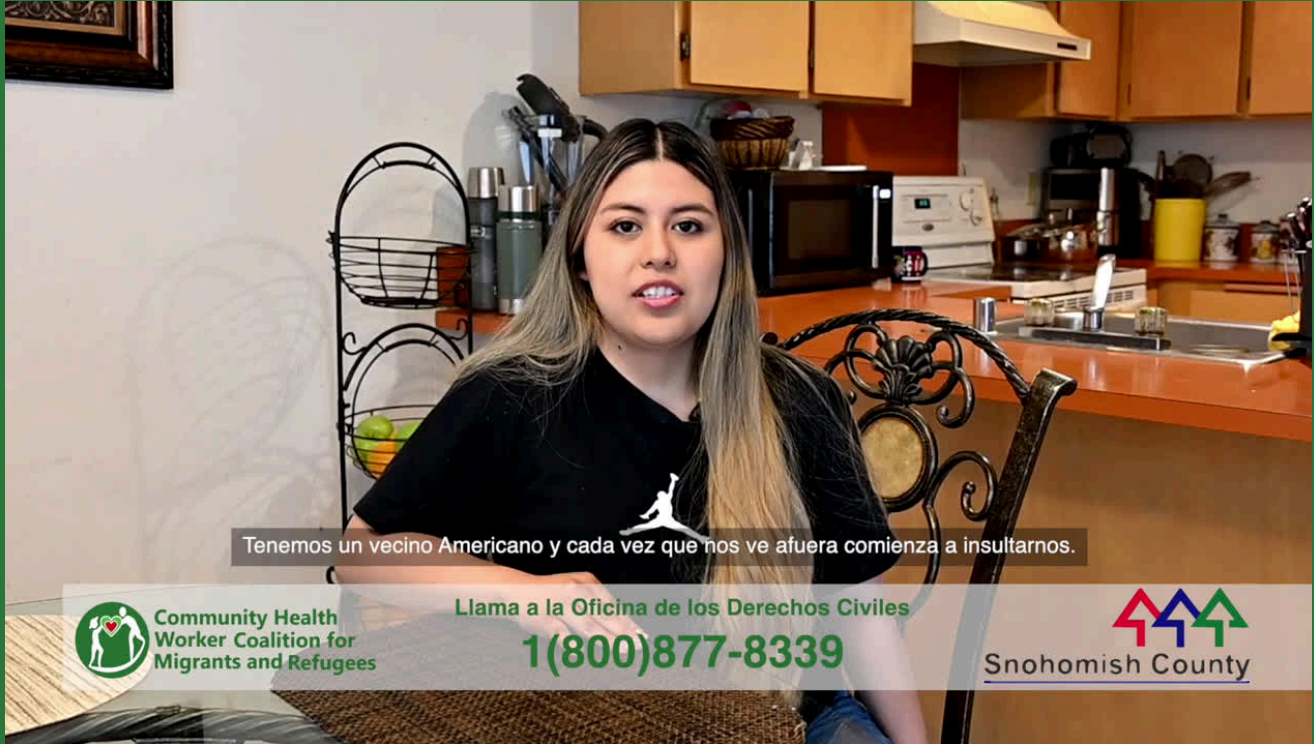 Tenemos un vecino Americano y cada vez que nos ve afuera comienza a insultarnos.
Community Health
Worker Coalition for
Migrants and Refugees
Llama a la Oficina de los Derechos Civiles
1(800)877-8339
Snohomish County